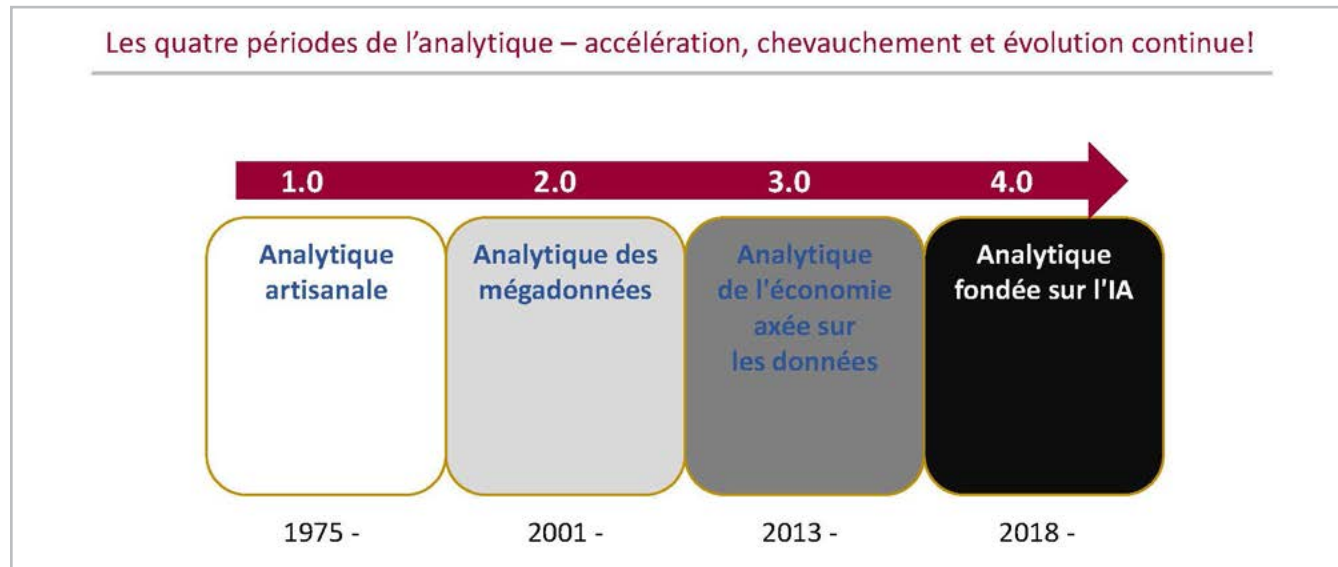 Les quatre périodes de l’analytique – accélération, chevauchement et évolution continue!
1.0 2.0 3.0 4.0
Analytique
artisanale
Analytique des
mégadonnées
Analytique
de l'économie
axée sur
les données
Analytique
fondée sur l'IA
1975 - 2001 - 2013 - 2018 -